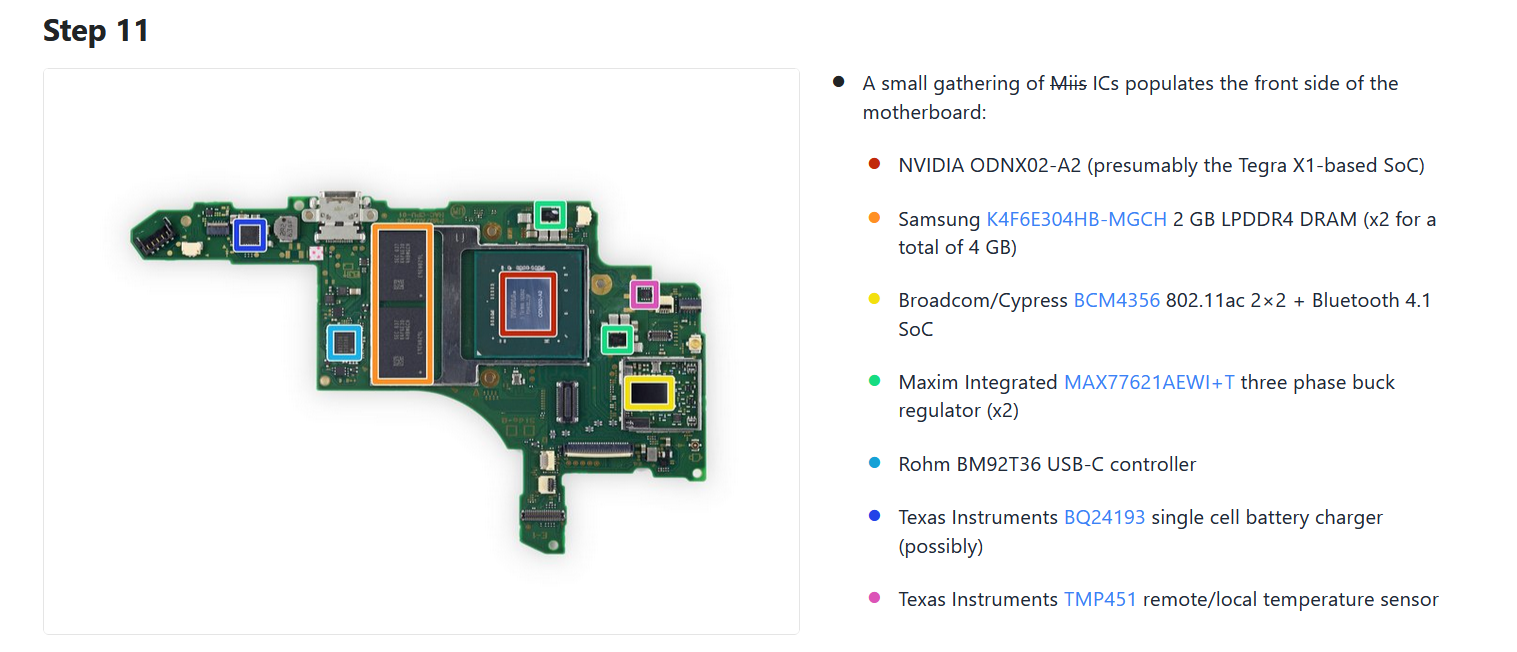 Step 11
A small gathering of Miis ICs populates the front side of the
motherboard:
NVIDIA ODNX02-A2 (presumably the Tegra X1-based SoC)
Samsung K4F6E304HB-MGCH 2 GB LPDDR4 DRAM (x2 for a
total of 4 GB)
Broadcom/Cypress BCM4356 802.11ac 2×2 + Bluetooth 4.1
SoC
Maxim Integrated MAX77621AEWI+T three phase buck
regulator (x2)
Rohm BM92T36 USB-C controller
Texas Instruments BQ24193 single cell battery charger
(possibly)
Texas Instruments TMP451 remote/local temperature sensor